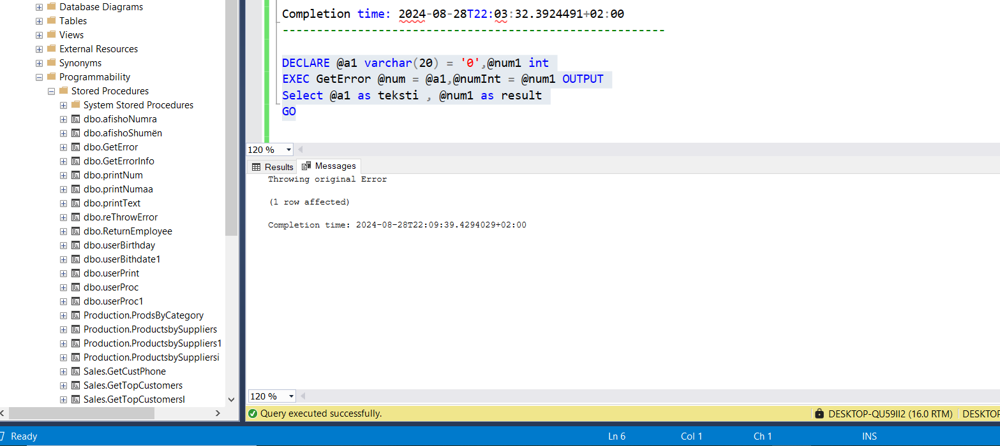 Database Diagrams
Tables
Views
External Resources
Synonyms
Programmability
Stored Procedures
System Stored Procedures
dbo.afishoNumra
dbo.afishoShumën
dbo.GetError
dbo.GetErrorInfo
dbo.printNum
dbo.printNumaa
dbo.printText
dbo.reThrowError
dbo.ReturnEmployee
dbo.userBirthday
dbo.userBithdate1
dbo.userPrint
dbo.userProc
dbo.userProc1
Production.ProdsByCategory
Production.ProductsbySuppliers
Production.ProductsbySuppliers1
Production.ProductsbySuppliersi
Sales.GetCustPhone
Sales.GetTopCustomers
Sales.GetTopCustomersI
Completion time: 2024-08-28T22:03:32.3924491+02:00
--------------------------------------------------------
DECLARE @a1 varchar(20) = '0',@num1 int
EXEC GetError @num = @a1,@numInt = @num1 OUTPUT
Select @a1 as teksti , @num1 as result
GO
120 %
Results Messages
Throwing original Error
(1 row affected)
Completion time: 2024-08-28T22:09:39.4294029+02:00
120 %
Query executed successfully. DESKTOP-QU59II2 (16.0 RTM) DESKTOP
Ready Ln 6 Col 1 Ch 1 INS